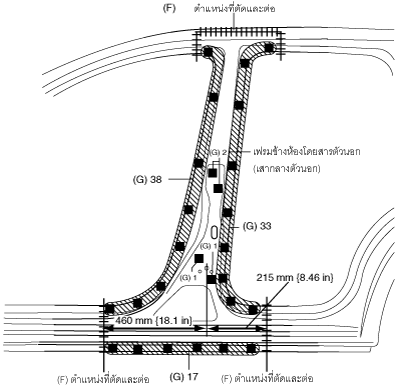 (F) ตำแหน่งที่ตัดและต่อ
(G) 2
เฟรมข้างห้องโดยสารตัวนอก
(เสากลางตัวนอก)
(G) 38
(G) 33
(G) 1
(G) 1
215 mm {8.46 in}
460 mm {18.1 in}
(F) ตำแหน่งที่ตัดและต่อ
(G) 17
(F) ตำแหน่งที่ตัดและต่อ